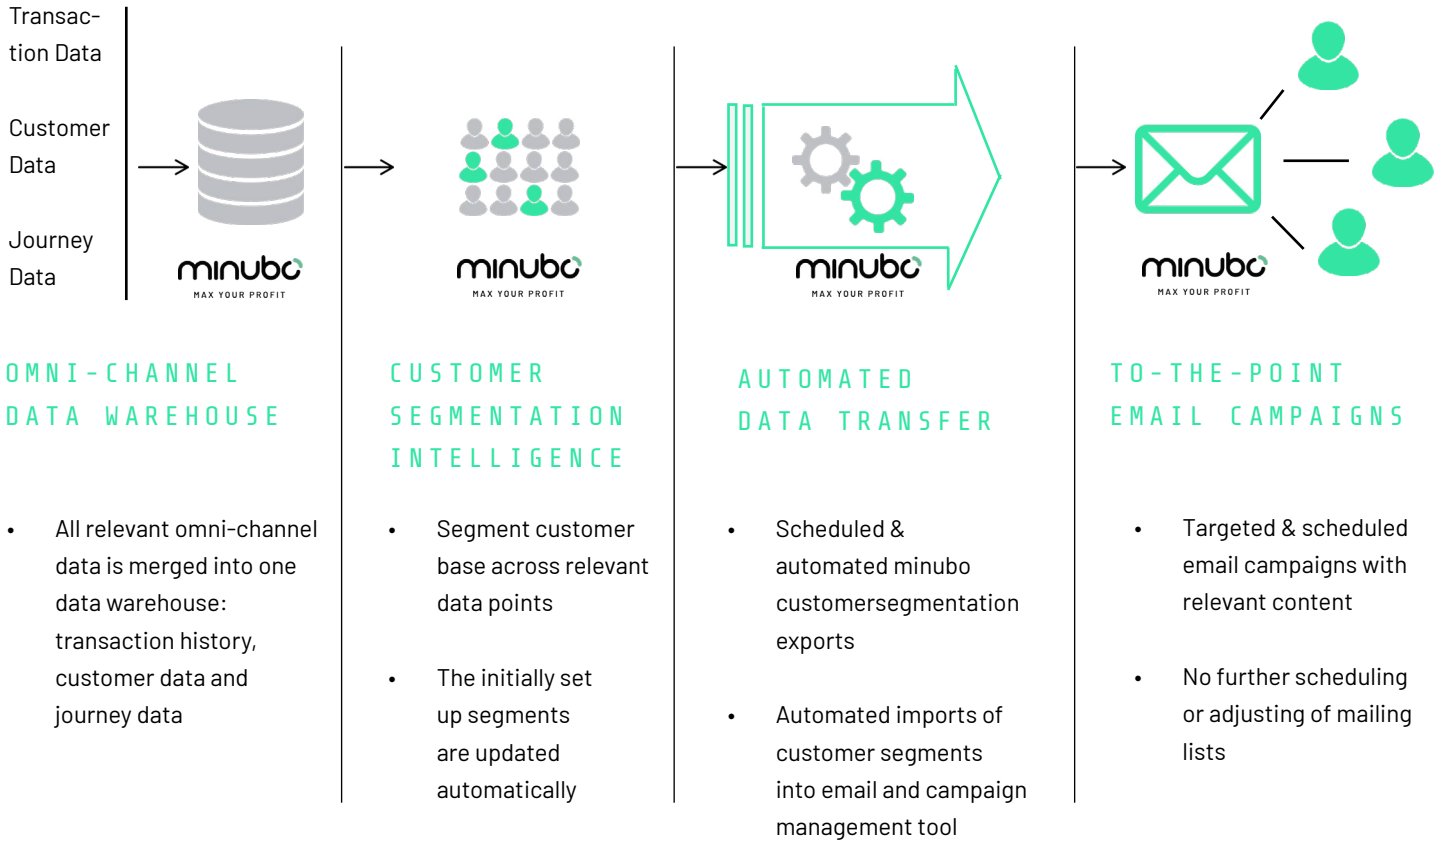 Transac-
tion Data
Customer
Data
Journey
Data
minubo
MAX YOUR PROFIT
minubo
MAX YOUR PROFIT
minubo
MAX YOUR PROFIT
minubo
MAX YOUR PROFIT
OMNI-CHANNEL
DATA WAREHOUSE
• All relevant omni-channel
data is merged into one
data warehouse:
transaction history,
customer data and
journey data
CUSTOMER
SEGMENTATION
INTELLIGENCE
• Segment customer
base across relevant
data points
• The initially set
up segments
are updated
automatically
AUTOMATED
DATA TRANSFER
• Scheduled &
automated minubo
customersegmentation
exports
• Automated imports of
customer segments
into email and campaign
management tool
TO-THE-POINT
EMAIL CAMPAIGNS
• Targeted & scheduled
email campaigns with
relevant content
• No further scheduling
or adjusting of mailing
lists